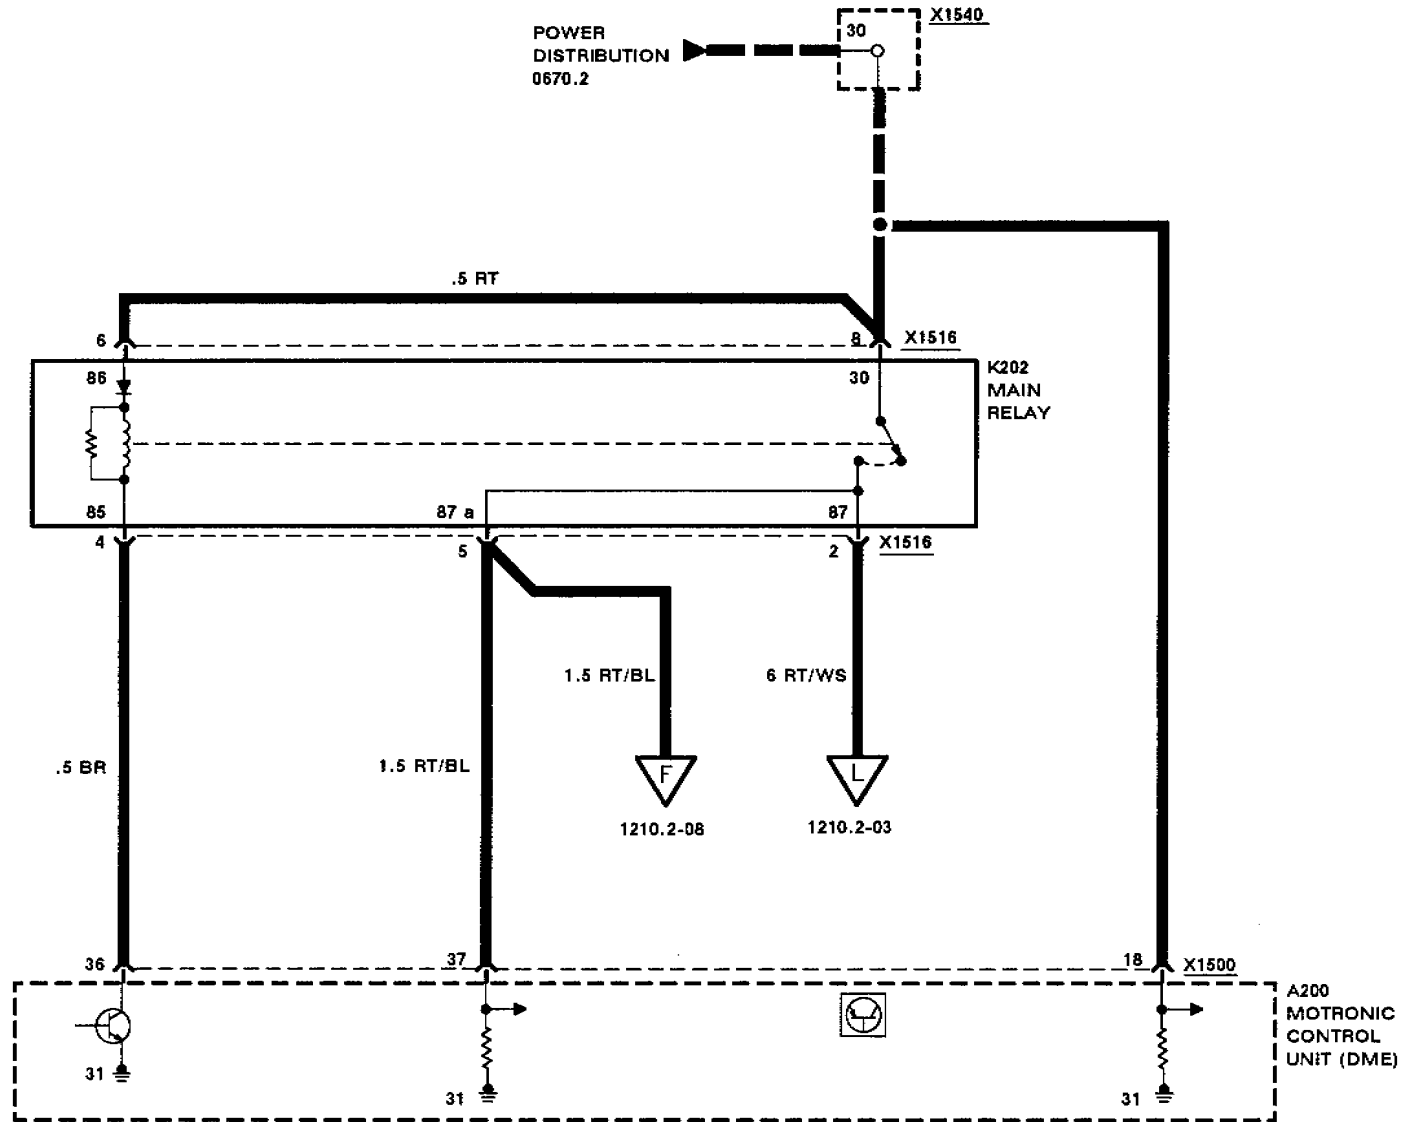 X1540
30
POWER
DISTRIBUTION
0670.2
.5 RT
6
8
X1516
86
30
K202
MAIN
RELAY
85
87 a
87
4
5
2
X1516
1.5 RT/BL
6 RT/WS
.5 BR
1.5 RT/BL
F
L
1210.2-08
1210.2-03
36
37
18
X1500
A200
MOTRONIC
CONTROL
UNIT (DME)
31
31
31